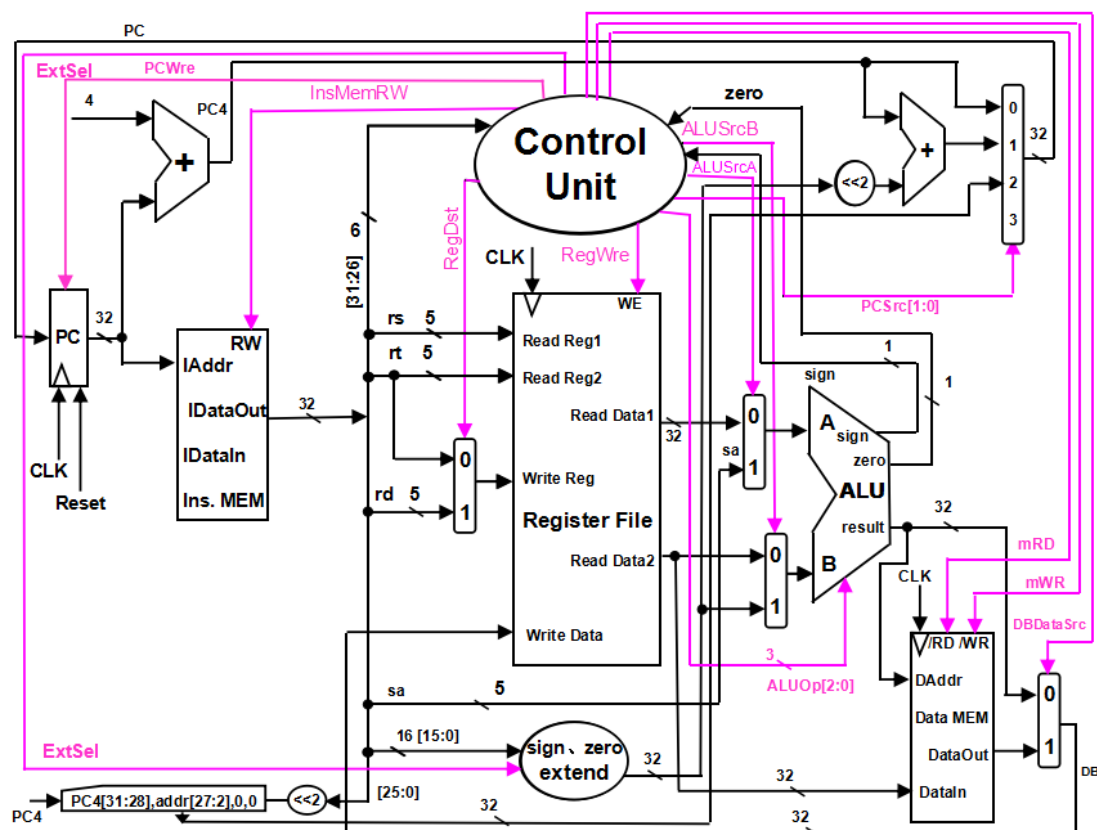 PC
ExtSel
PCWre
4
PC4
InsMemRW
zero
ALUSrcB
ALUSrcA
Control
Unit
+
+
<<2
0
1
2
3
32
6
[31:26]
RegDst
CLK
RegWre
PCSrc[1:0]
PC
32
RW
IAddr
IDataOut
IDataIn
Ins. MEM
32
CLK
Reset
rs
5
rt
5
rd
5
0
1
WE
Read Reg1
Read Reg2
Read Data1
Write Reg
Register File
Read Data2
Write Data
32
sa
0
1
0
1
sign
1
1
A
sign
zero
ALU
result
B
32
3
ALUOp[2:0]
CLK
mRD
mWR
DBDataSrc
/RD /WR
DAddr
Data MEM
DataOut
DataIn
0
1
DB
sa
5
16 [15:0]
sign、zero
extend
32
ExtSel
[25:0]
<<2
PC4[31:28],addr[27:2],0,0
PC4
32
32
32